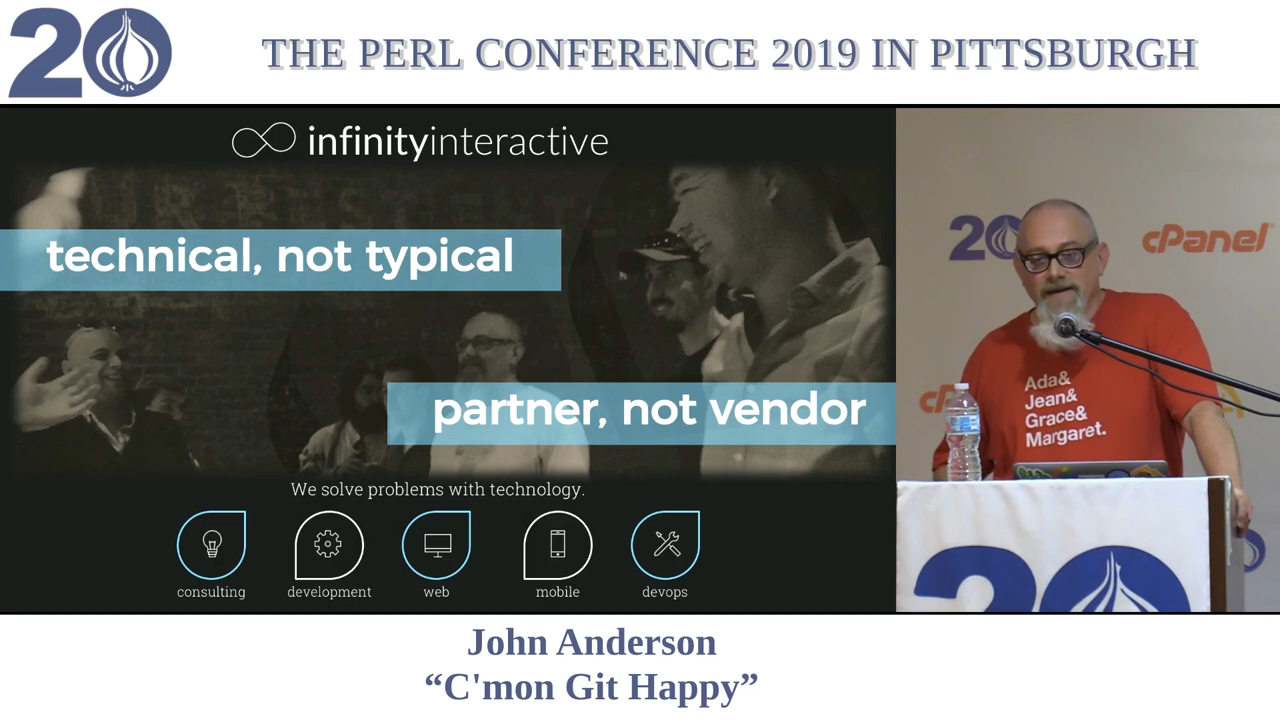 20
THE PERL CONFERENCE 2019 IN PITTSBURGH
infinityinteractive
technical, not typical
partner, not vendor
We solve problems with technology.
consulting
development
web
mobile
devops
20
cPanel
Ada&
Jean&
Grace&
Margaret.
20
John Anderson
“C'mon Git Happy”